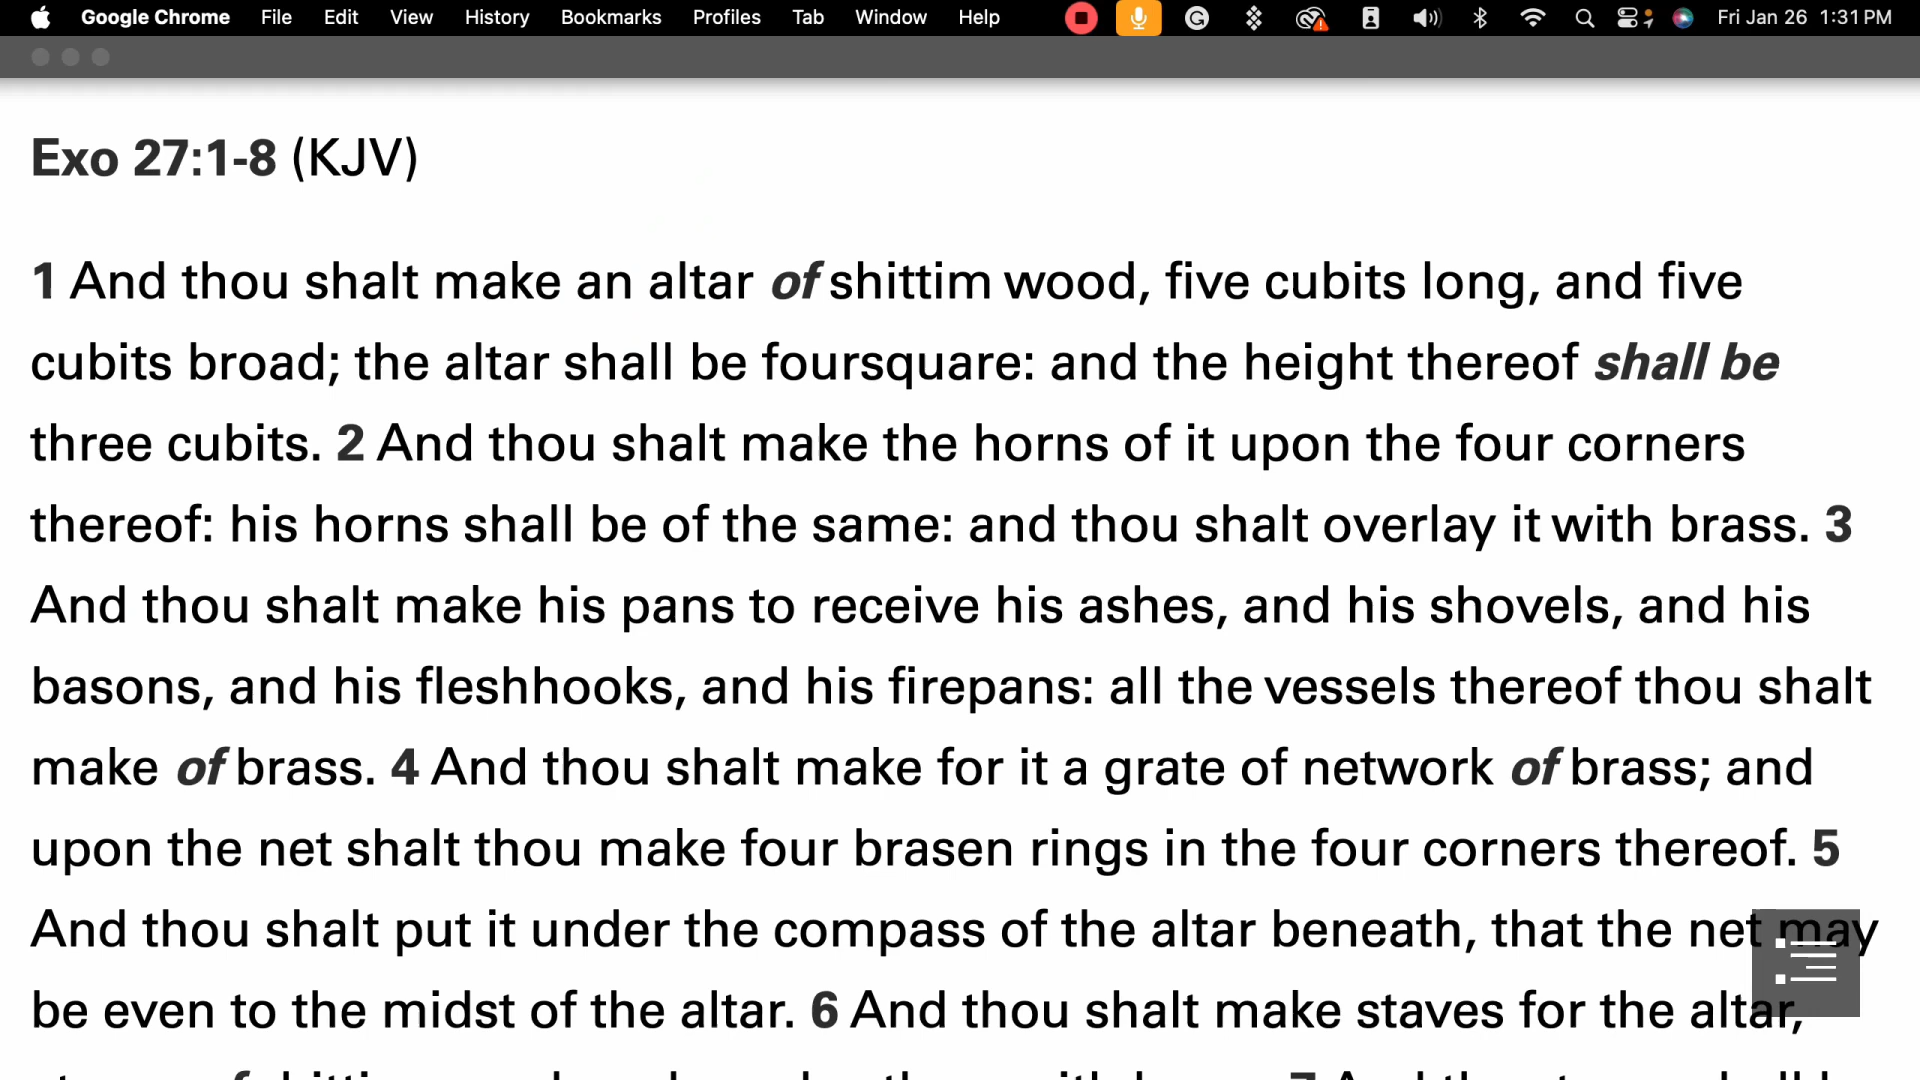 Google Chrome File Edit View History Bookmarks Profiles Tab Window Help Fri Jan 26 1:31 PM
Exo 27:1-8 (KJV)
1 And thou shalt make an altar of shittim wood, five cubits long, and five
cubits broad; the altar shall be foursquare: and the height thereof shall be
three cubits. 2 And thou shalt make the horns of it upon the four corners
thereof: his horns shall be of the same: and thou shalt overlay it with brass. 3
And thou shalt make his pans to receive his ashes, and his shovels, and his
basons, and his fleshhooks, and his firepans: all the vessels thereof thou shalt
make of brass. 4 And thou shalt make for it a grate of network of brass; and
upon the net shalt thou make four brasen rings in the four corners thereof. 5
And thou shalt put it under the compass of the altar beneath, that the net may
be even to the midst of the altar. 6 And thou shalt make staves for the altar,